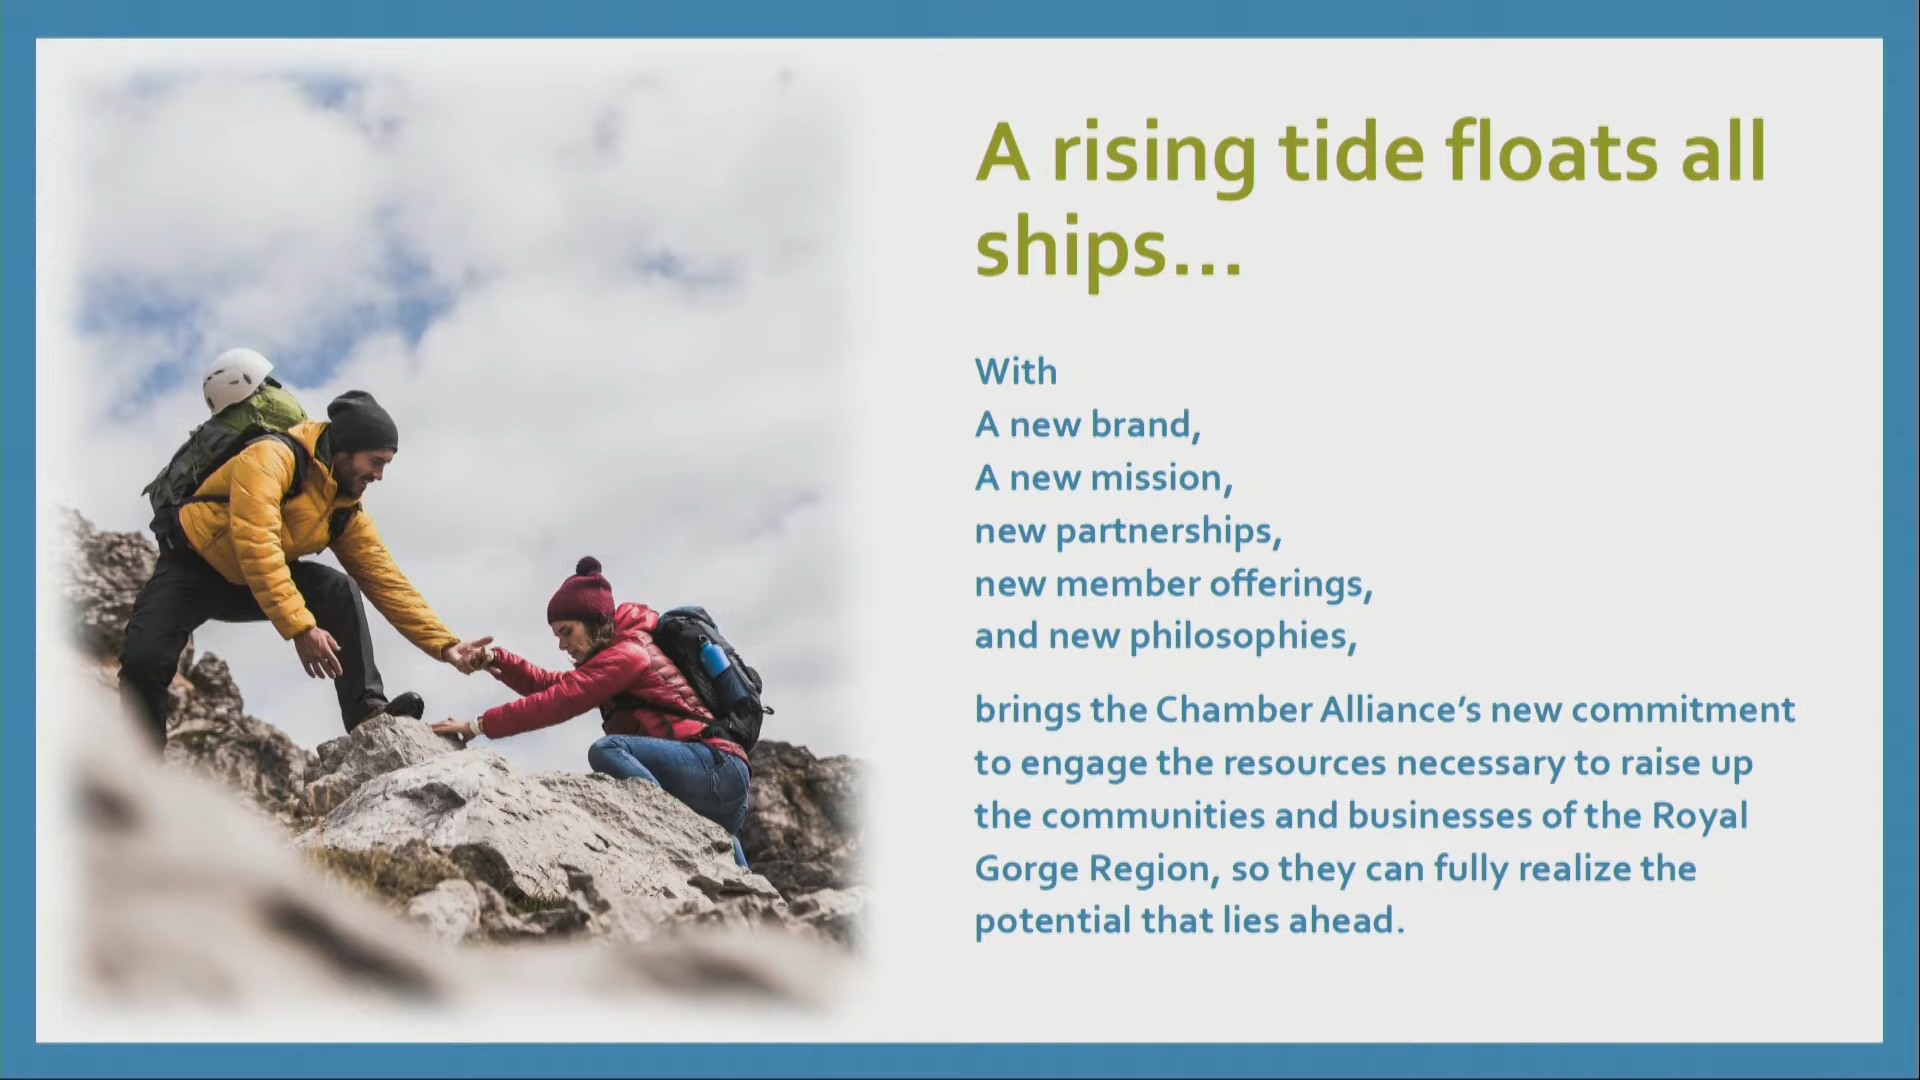 A rising tide floats all
ships...
With
A new brand,
A new mission,
new partnerships,
new member offerings,
and new philosophies,
brings the Chamber Alliance’s new commitment
to engage the resources necessary to raise up
the communities and businesses of the Royal
Gorge Region, so they can fully realize the
potential that lies ahead.